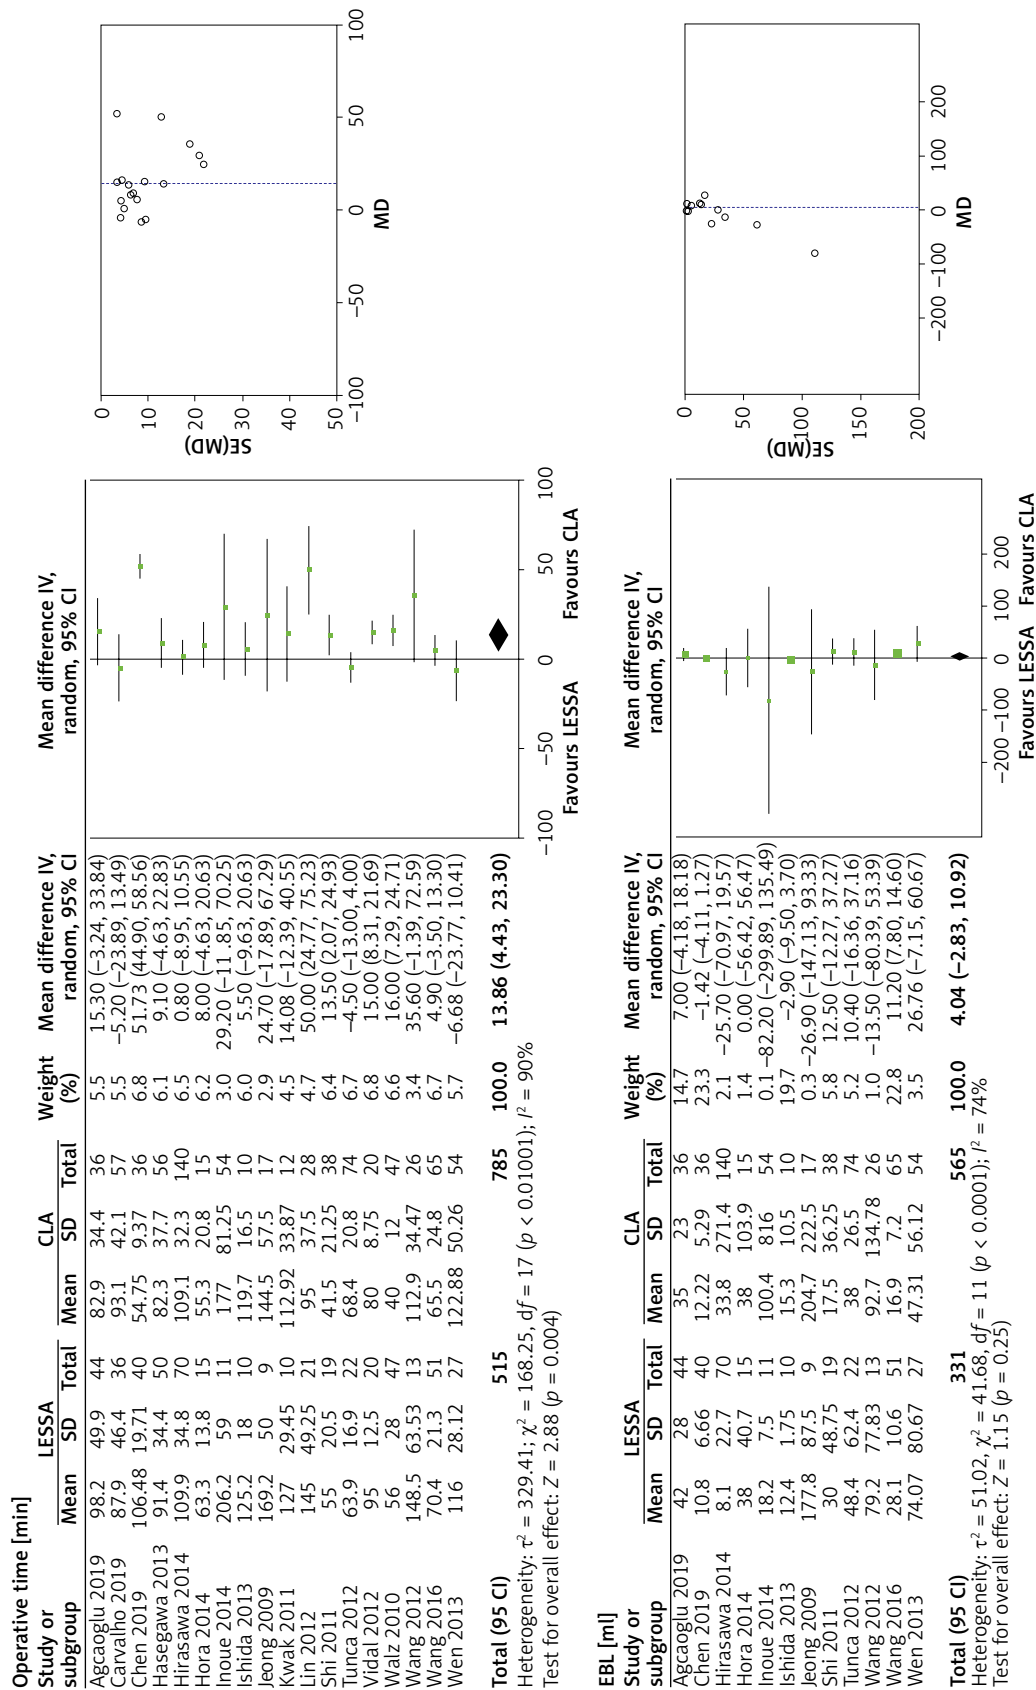 Operative time [min]
Study or subgroup LESSA CLA Weight (%) Mean difference IV, random, 95% CI Mean difference IV, random, 95% CI
Mean SD Total Mean SD Total
Agcaoglu 2019 98.2 49.9 44 82.9 34.4 36 5.5 15.30 (−3.24, 33.84)
Carvalho 2019 87.9 46.4 36 93.1 42.1 57 5.5 −5.20 (−23.89, 13.49)
Chen 2019 106.48 19.71 40 54.75 9.37 36 6.8 51.73 (44.90, 58.56)
Hasegawa 2013 91.4 34.4 50 82.3 37.7 56 6.1 9.10 (−4.63, 22.83)
Hirasawa 2014 109.9 34.8 70 109.1 32.3 140 6.5 0.80 (−8.95, 10.55)
Hora 2014 63.3 13.8 15 55.3 20.8 15 6.2 8.00 (−4.63, 20.63)
Inoue 2014 206.2 59 11 177 81.25 54 3.0 29.20 (−11.85, 70.25)
Ishida 2013 125.2 18 10 119.7 16.5 10 6.0 5.50 (−9.63, 20.63)
Jeong 2009 169.2 50 9 144.5 57.5 17 2.9 24.70 (−17.89, 67.29)
Kwak 2011 127 29.45 10 112.92 33.87 12 4.5 14.08 (−12.39, 40.55)
Lin 2012 145 49.25 21 95 37.5 28 4.7 50.00 (24.77, 75.23)
Shi 2011 55 20.5 19 41.5 21.25 38 6.4 13.50 (2.07, 24.93)
Tunca 2012 63.9 16.9 22 68.4 20.8 74 6.7 −4.50 (−13.00, 4.00)
Vidal 2012 95 12.5 20 80 8.75 20 6.8 15.00 (8.31, 21.69)
Walz 2010 56 28 47 40 12 47 6.6 16.00 (7.29, 24.71)
Wang 2012 148.5 63.53 13 112.9 34.47 26 3.4 35.60 (−1.39, 72.59)
Wang 2016 70.4 21.3 51 65.5 24.8 65 6.7 4.90 (−3.50, 13.30)
Wen 2013 116 28.12 27 122.88 50.26 54 5.7 −6.68 (−23.77, 10.41)
Total (95 CI) 515 785 100.0 13.86 (4.43, 23.30)
Heterogeneity: τ² = 329.41; χ² = 168.25, df = 17 (p < 0.01001); I² = 90%
Test for overall effect: Z = 2.88 (p = 0.004)
−100 −50 0 50 100
Favours LESSA Favours CLA
0
10
20
30
40
50
SE(MD)
−100 −50 0 50 100
MD
EBL [ml]
Study or subgroup LESSA CLA Weight (%) Mean difference IV, random, 95% CI Mean difference IV, random, 95% CI
Mean SD Total Mean SD Total
Agcaoglu 2019 42 28 44 35 23 36 14.7 7.00 (−4.18, 18.18)
Chen 2019 10.8 6.66 40 12.22 5.29 36 23.3 −1.42 (−4.11, 1.27)
Hirasawa 2014 8.1 22.7 70 33.8 271.4 140 2.1 −25.70 (−70.97, 19.57)
Hora 2014 38 40.7 15 38 103.9 15 1.4 0.00 (−56.42, 56.47)
Inoue 2014 18.2 7.5 11 100.4 816 54 0.1 −82.20 (−299.89, 135.49)
Ishida 2013 12.4 1.75 10 15.3 10.5 10 19.7 −2.90 (−9.50, 3.70)
Jeong 2009 177.8 87.5 9 204.7 222.5 17 0.3 −26.90 (−147.13, 93.33)
Shi 2011 30 48.75 19 17.5 36.25 38 5.8 12.50 (−12.27, 37.27)
Tunca 2012 48.4 62.4 22 38 26.5 74 5.2 10.40 (−16.36, 37.16)
Wang 2012 79.2 77.83 13 92.7 134.78 26 1.0 −13.50 (−80.39, 53.39)
Wang 2016 28.1 10.6 51 16.9 7.2 65 22.8 11.20 (7.80, 14.60)
Wen 2013 74.07 80.67 27 47.31 56.12 54 3.5 26.76 (−7.15, 60.67)
Total (95 CI) 331 565 100.0 4.04 (−2.83, 10.92)
Heterogeneity: τ² = 51.02, χ² = 41.68, df = 11 (p < 0.0001); I² = 74%
Test for overall effect: Z = 1.15 (p = 0.25)
−200 −100 0 100 200
Favours LESSA Favours CLA
0
50
100
150
200
SE(MD)
−200 −100 0 100 200
MD